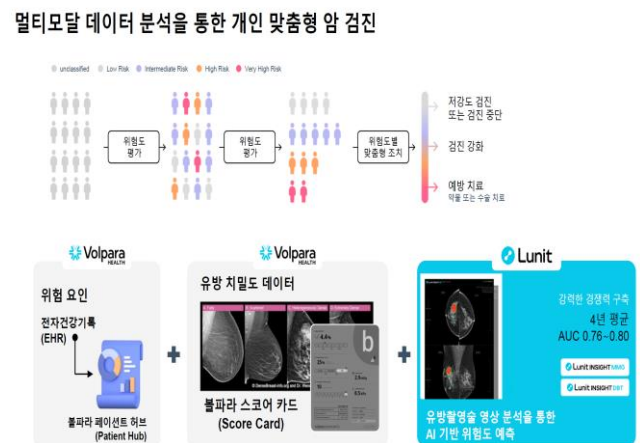 멀티모달 데이터 분석을 통한 개인 맞춤형 암 검진
unclassified Low Risk Intermediate Risk High Risk Very High Risk
위험도
평가
위험도
평가
위험도별
맞춤형 조치
저강도 검진
또는 검진 중단
검진 강화
예방 치료
약물 또는 수술 치료
Volpara
HEALTH
위험 요인
전자건강기록
(EHR)
볼파라 페이션트 허브
(Patient Hub)
+
Volpara
HEALTH
유방 치밀도 데이터
b
볼파라 스코어 카드
(Score Card)
+
Lunit
강력한 경쟁력 구축
4년 평균
AUC 0.76~0.80
Lunit INSIGHT MMG
Lunit INSIGHT DBT
유방촬영술 영상 분석을 통한
AI 기반 위험도 예측